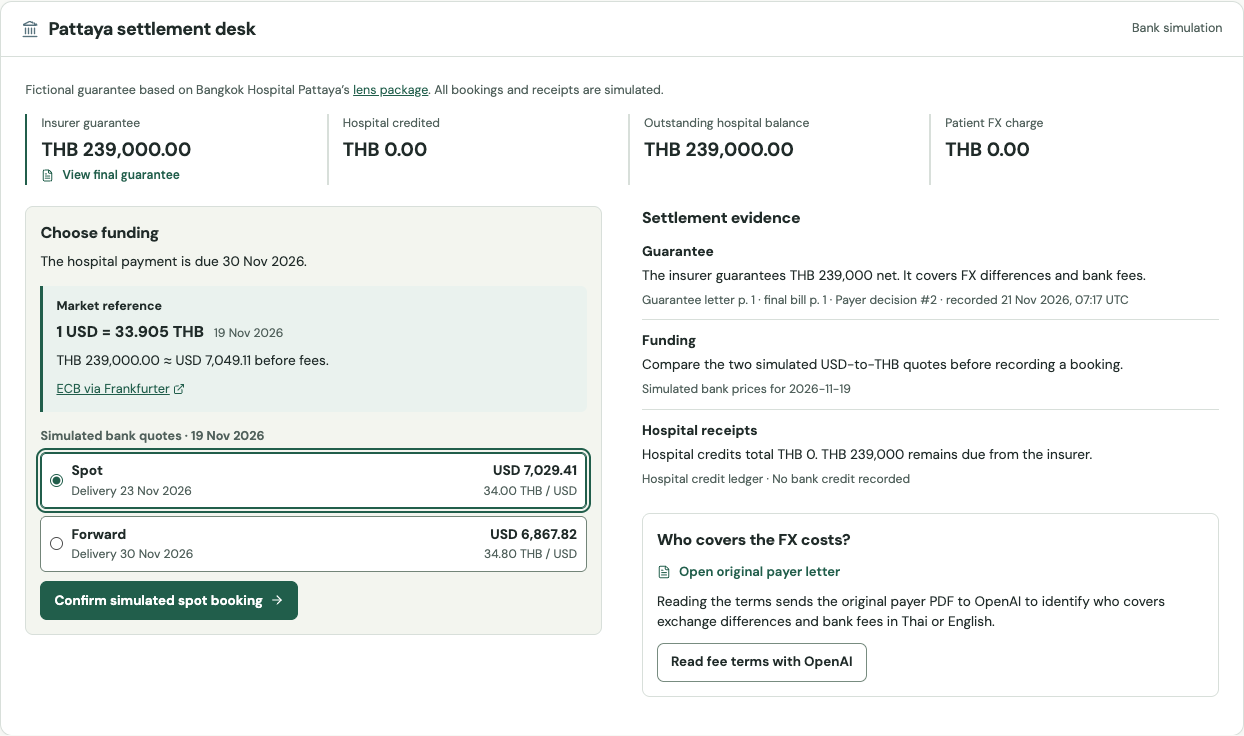 Pattaya settlement desk
Bank simulation
Fictional guarantee based on Bangkok Hospital Pattaya’s lens package. All bookings and receipts are simulated.
Insurer guarantee
THB 239,000.00
View final guarantee
Hospital credited
THB 0.00
Outstanding hospital balance
THB 239,000.00
Patient FX charge
THB 0.00
Choose funding
The hospital payment is due 30 Nov 2026.
Market reference
1 USD = 33.905 THB 19 Nov 2026
THB 239,000.00 ≈ USD 7,049.11 before fees.
ECB via Frankfurter
Simulated bank quotes · 19 Nov 2026
Spot USD 7,029.41
Delivery 23 Nov 2026 34.00 THB / USD
Forward USD 6,867.82
Delivery 30 Nov 2026 34.80 THB / USD
Confirm simulated spot booking →
Settlement evidence
Guarantee
The insurer guarantees THB 239,000 net. It covers FX differences and bank fees.
Guarantee letter p. 1 · final bill p. 1 · Payer decision #2 · recorded 21 Nov 2026, 07:17 UTC
Funding
Compare the two simulated USD-to-THB quotes before recording a booking.
Simulated bank prices for 2026-11-19
Hospital receipts
Hospital credits total THB 0. THB 239,000 remains due from the insurer.
Hospital credit ledger · No bank credit recorded
Who covers the FX costs?
Open original payer letter
Reading the terms sends the original payer PDF to OpenAI to identify who covers
exchange differences and bank fees in Thai or English.
Read fee terms with OpenAI